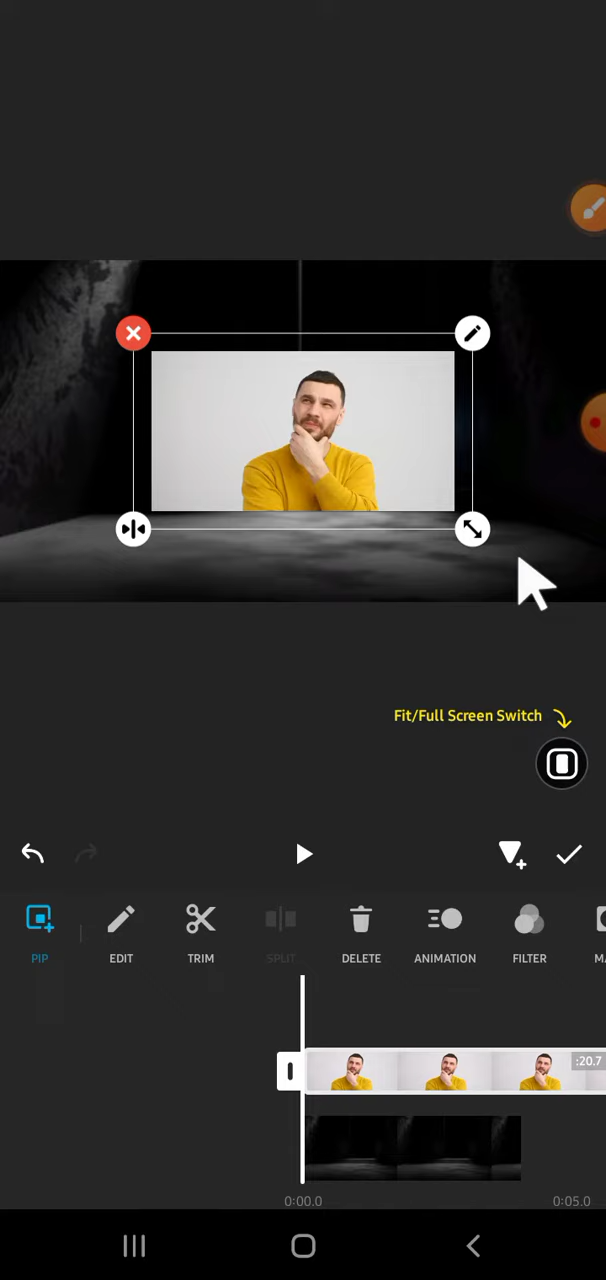 Fit/Full Screen Switch
PIP
EDIT
TRIM
SPLIT
DELETE
ANIMATION
FILTER
MA
:20.7
0:00.0
0:05.0